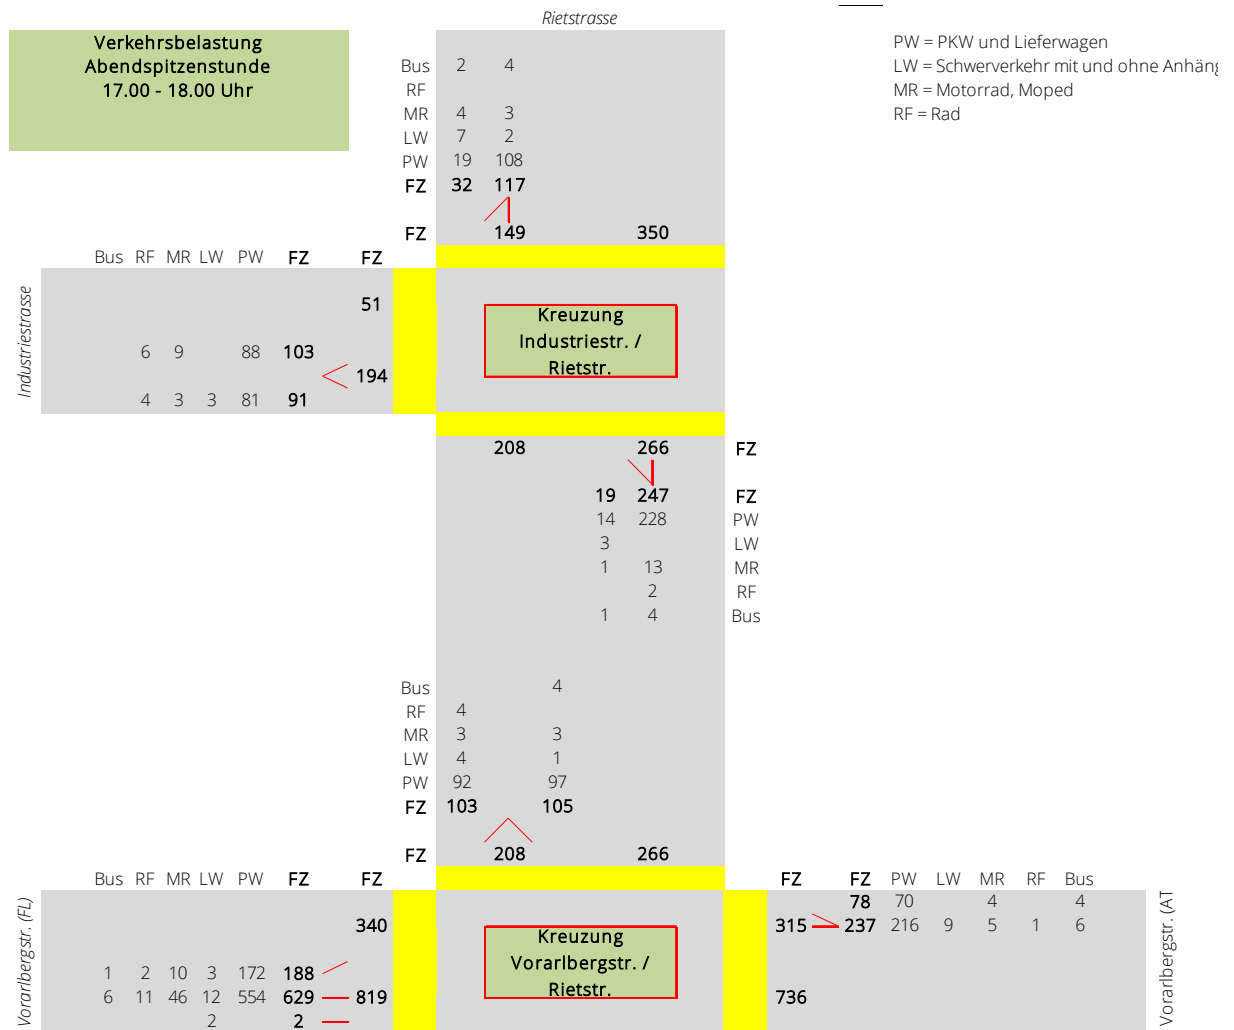 Rietstrasse
Verkehrsbelastung
Abendspitzenstunde
17.00 - 18.00 Uhr
PW = PKW und Lieferwagen
LW = Schwerverkehr mit und ohne Anhäng
MR = Motorrad, Moped
RF = Rad
Bus 2 4
RF
MR 4 3
LW 7 2
PW 19 108
FZ 32 117
FZ 149 350
Bus RF MR LW PW FZ FZ
Industriestrasse
51
6 9 88 103
194
4 3 3 81 91
Kreuzung
Industriestr. /
Rietstr.
208 266 FZ
19 247 FZ
14 228 PW
3 LW
1 13 MR
2 RF
1 4 Bus
Bus 4
RF 4
MR 3 3
LW 4 1
PW 92 97
FZ 103 105
FZ 208 266
Bus RF MR LW PW FZ FZ
FZ FZ PW LW MR RF Bus
Vorarlbergstr. (FL)
340
1 2 10 3 172 188
6 11 46 12 554 629 819
2 2
Kreuzung
Vorarlbergstr. /
Rietstr.
78 70 4 4
315 237 216 9 5 1 6
736
Vorarlbergstr. (AT